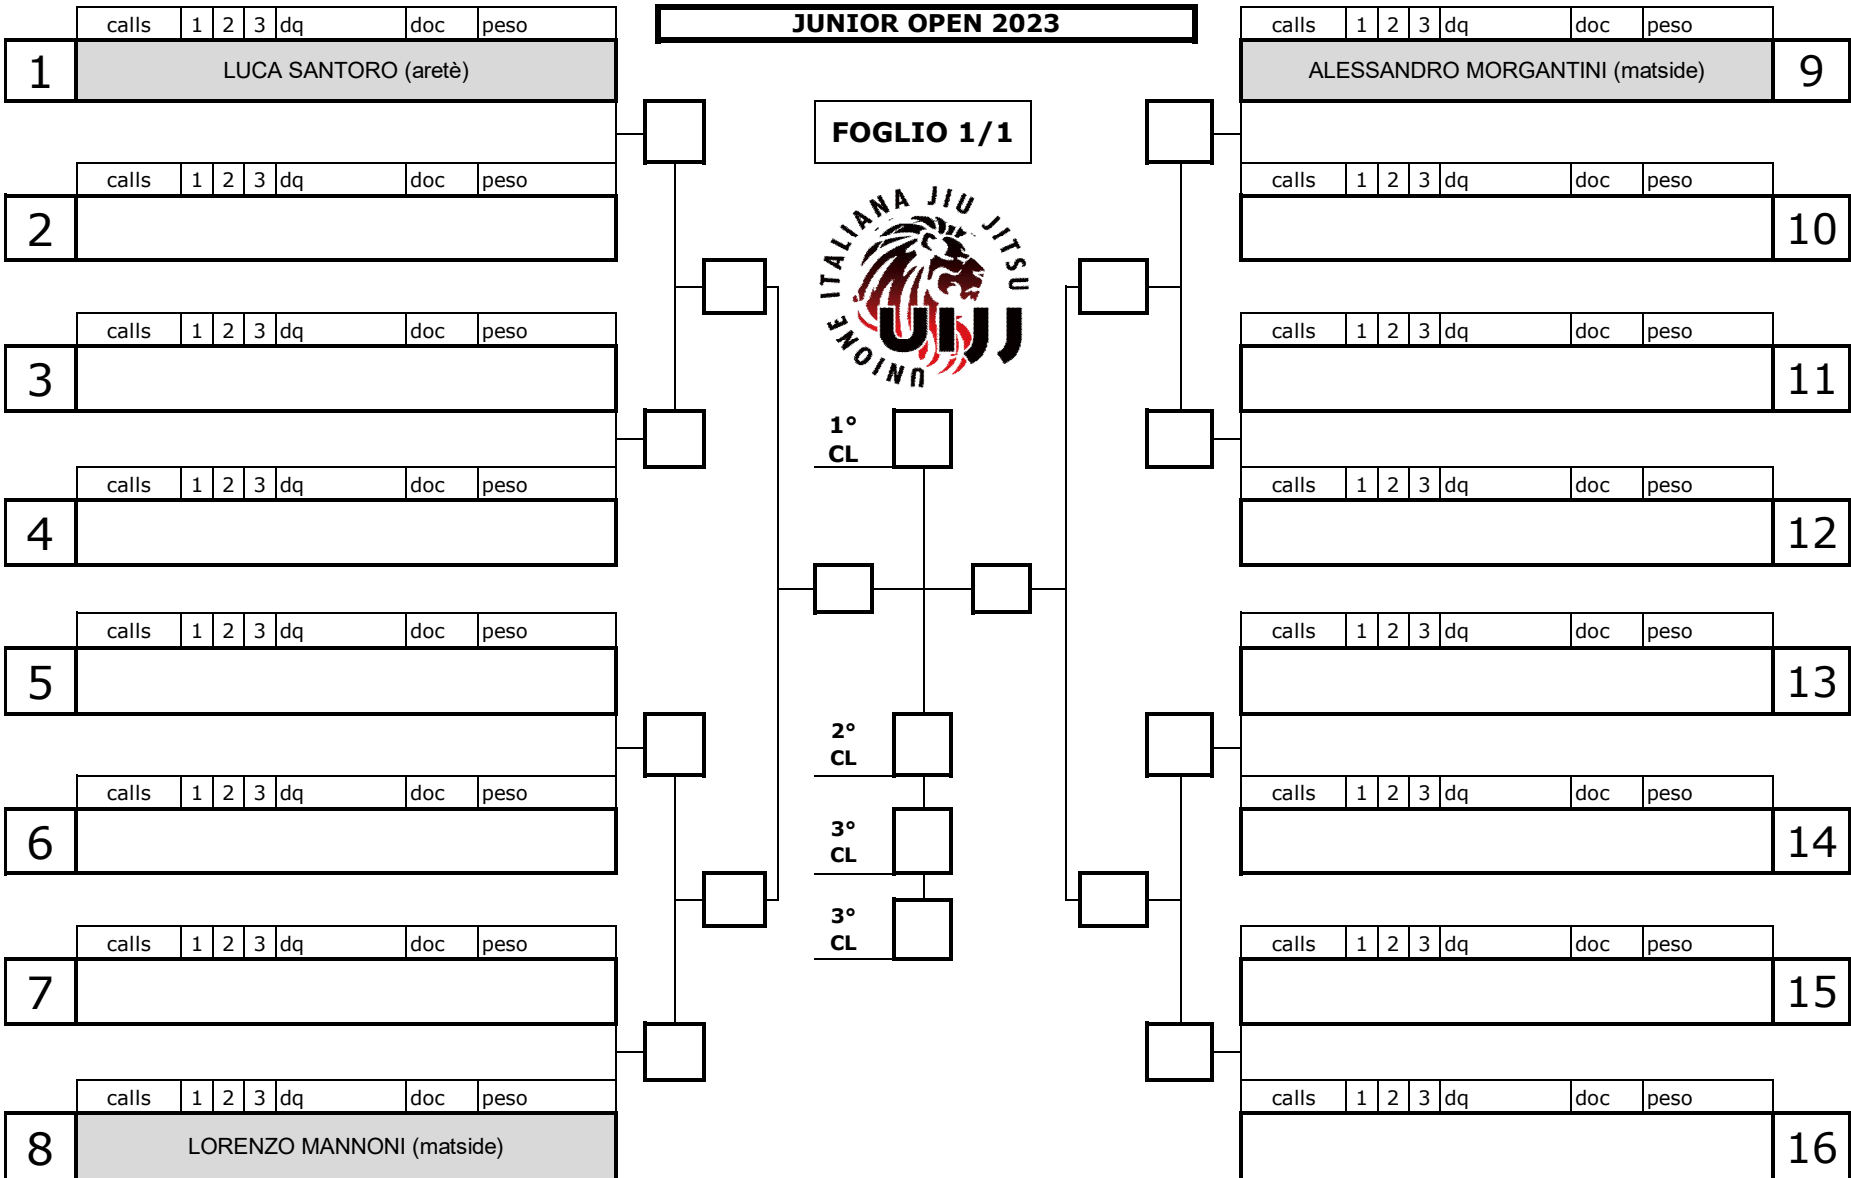 JUNIOR OPEN 2023
calls 1 2 3 dq doc peso
1 LUCA SANTORO (aretè)
calls 1 2 3 dq doc peso
2
calls 1 2 3 dq doc peso
3
calls 1 2 3 dq doc peso
4
calls 1 2 3 dq doc peso
5
calls 1 2 3 dq doc peso
6
calls 1 2 3 dq doc peso
7
calls 1 2 3 dq doc peso
8 LORENZO MANNONI (matside)
FOGLIO 1/1
UNIONE ITALIANA JIU JITSU
UIJJ
1°
CL
2°
CL
3°
CL
3°
CL
calls 1 2 3 dq doc peso
ALESSANDRO MORGANTINI (matside) 9
calls 1 2 3 dq doc peso
10
calls 1 2 3 dq doc peso
11
calls 1 2 3 dq doc peso
12
calls 1 2 3 dq doc peso
13
calls 1 2 3 dq doc peso
14
calls 1 2 3 dq doc peso
15
calls 1 2 3 dq doc peso
16